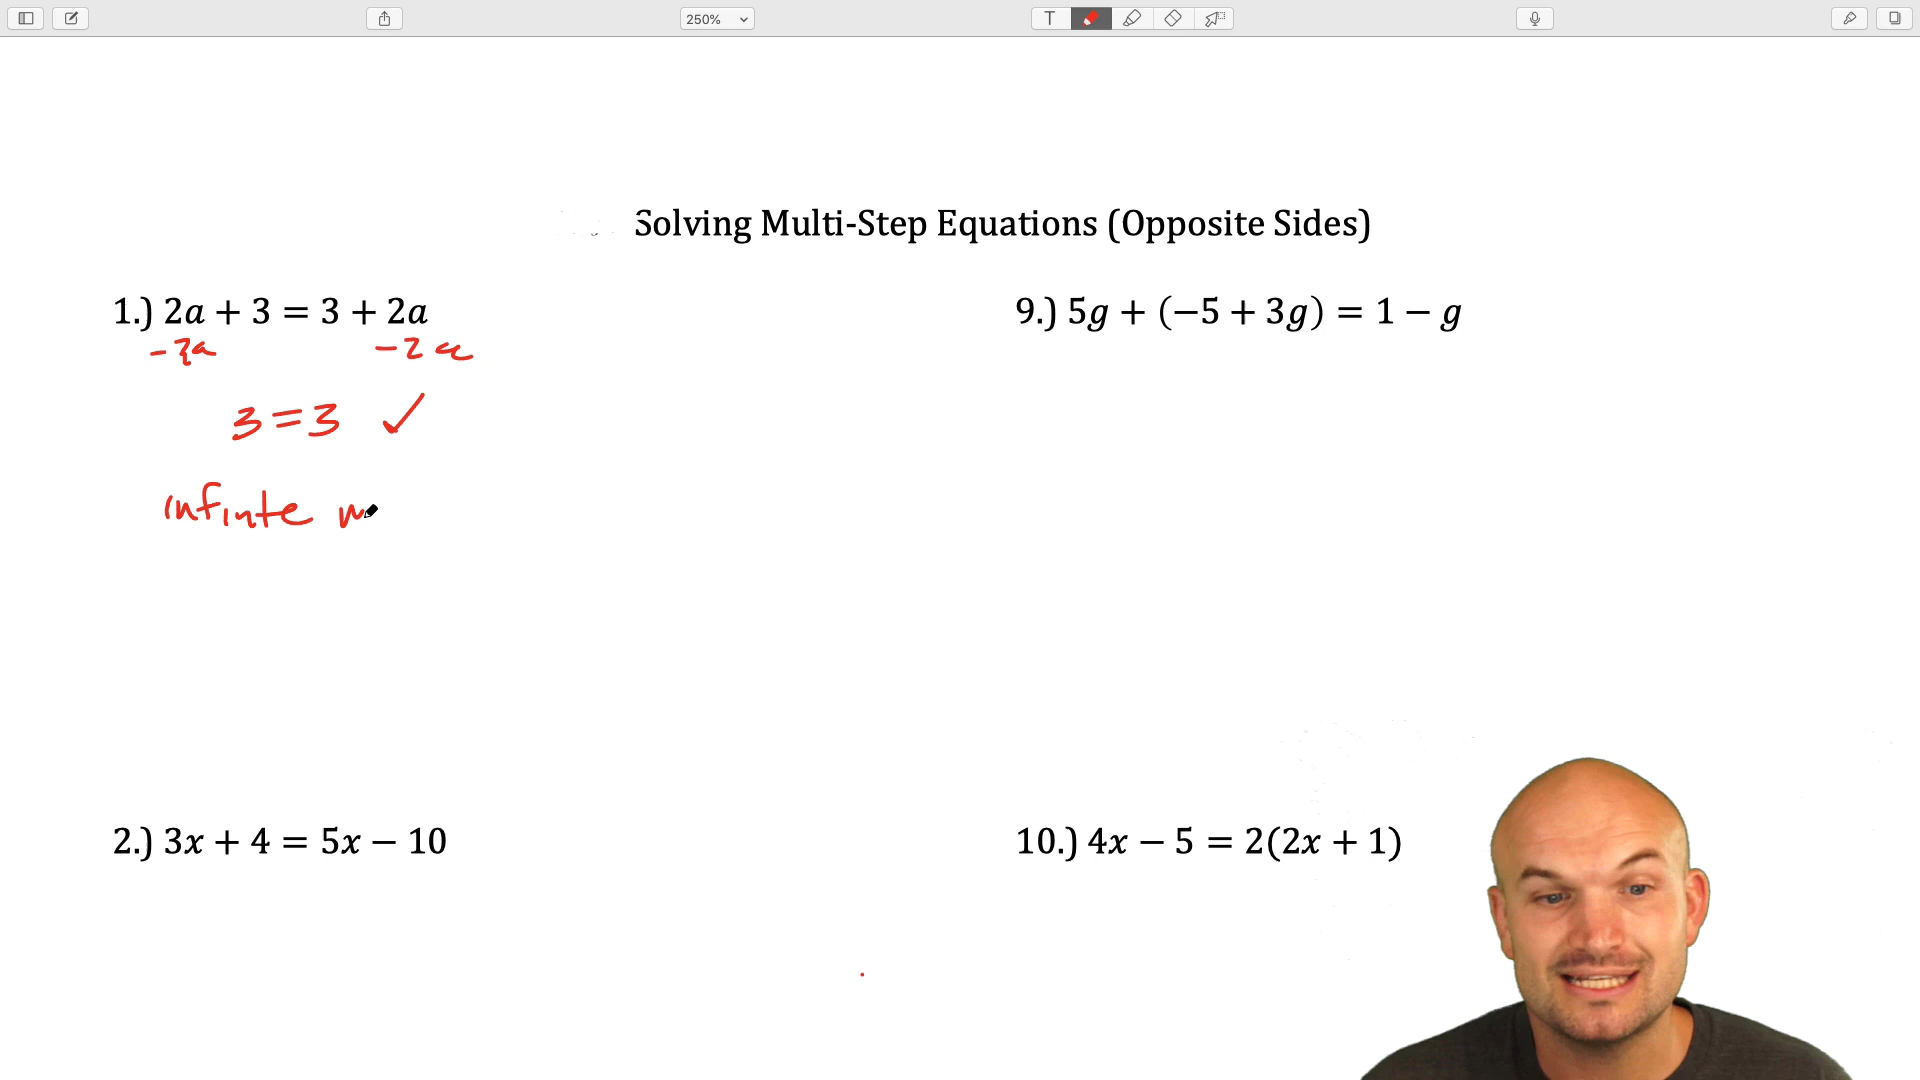 250%
T
Solving Multi-Step Equations (Opposite Sides)
1.) 2a + 3 = 3 + 2a
-2a -2a
3 = 3 ✓
infinte
9.) 5g + (−5 + 3g) = 1 − g
2.) 3x + 4 = 5x − 10
10.) 4x − 5 = 2(2x + 1)